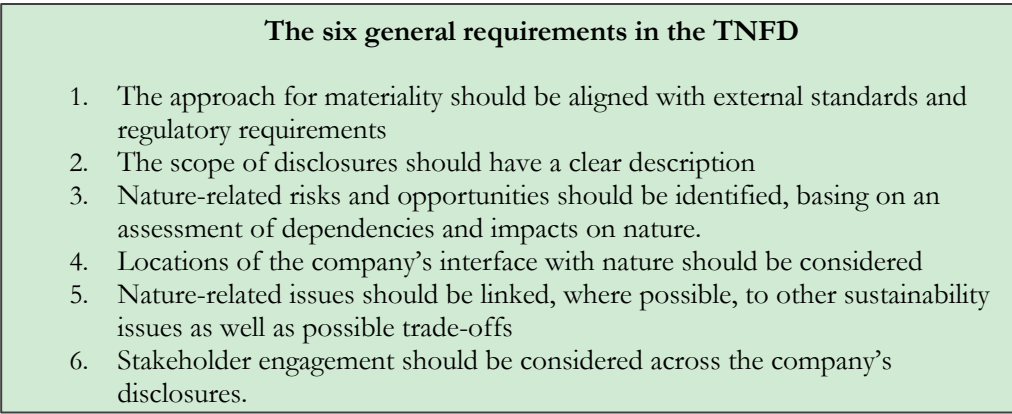 The six general requirements in the TNFD
1. The approach for materiality should be aligned with external standards and
regulatory requirements
2. The scope of disclosures should have a clear description
3. Nature-related risks and opportunities should be identified, basing on an
assessment of dependencies and impacts on nature.
4. Locations of the company’s interface with nature should be considered
5. Nature-related issues should be linked, where possible, to other sustainability
issues as well as possible trade-offs
6. Stakeholder engagement should be considered across the company’s
disclosures.